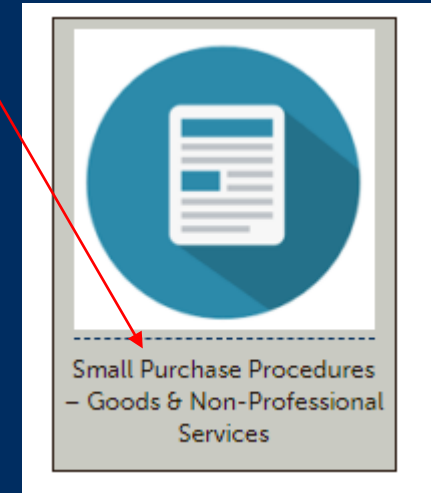 Small Purchase Procedures
– Goods & Non-Professional
Services